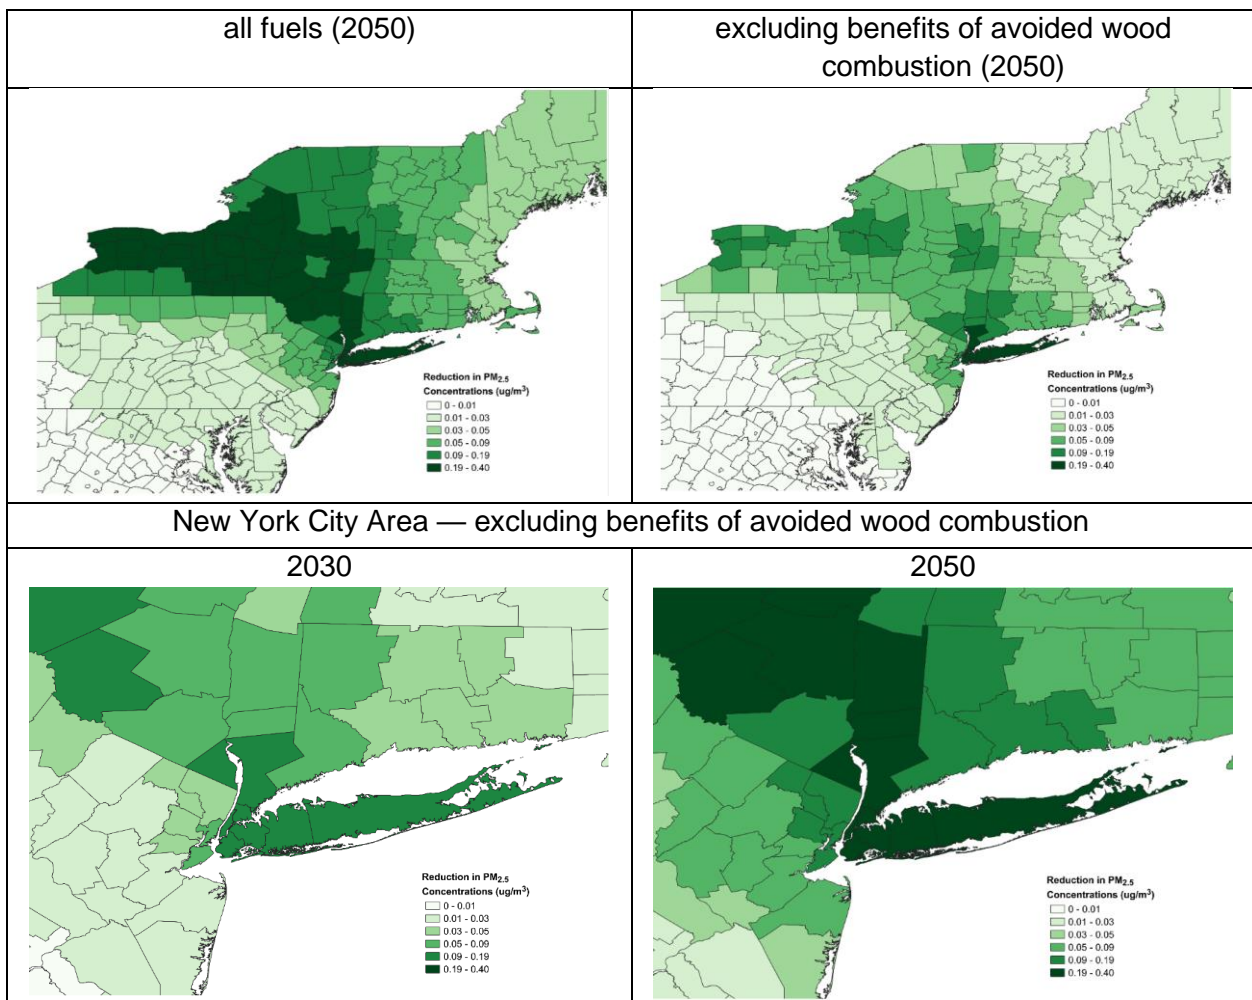 all fuels (2050)
excluding benefits of avoided wood
combustion (2050)
Reduction in PM2.5
Concentrations (ug/m³)
0 - 0.01
0.01 - 0.03
0.03 - 0.05
0.05 - 0.09
0.09 - 0.19
0.19 - 0.40
Reduction in PM2.5
Concentrations (ug/m³)
0 - 0.01
0.01 - 0.03
0.03 - 0.05
0.05 - 0.09
0.09 - 0.19
0.19 - 0.40
New York City Area — excluding benefits of avoided wood combustion
2030
2050
Reduction in PM2.5
Concentrations (ug/m³)
0 - 0.01
0.01 - 0.03
0.03 - 0.05
0.05 - 0.09
0.09 - 0.19
0.19 - 0.40
Reduction in PM2.5
Concentrations (ug/m³)
0 - 0.01
0.01 - 0.03
0.03 - 0.05
0.05 - 0.09
0.09 - 0.19
0.19 - 0.40